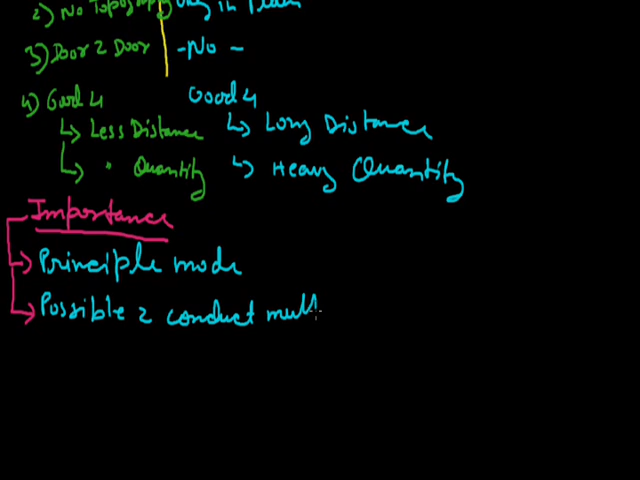 2) No Topography only in Plain
3) Door 2 Door - No -
4) Good 4 Good 4
↳ Less Distance ↳ Long Distance
↳ " Quantity ↳ Heavy Quantity
Importance
→ Principle mode
→ Possible 2 conduct mult